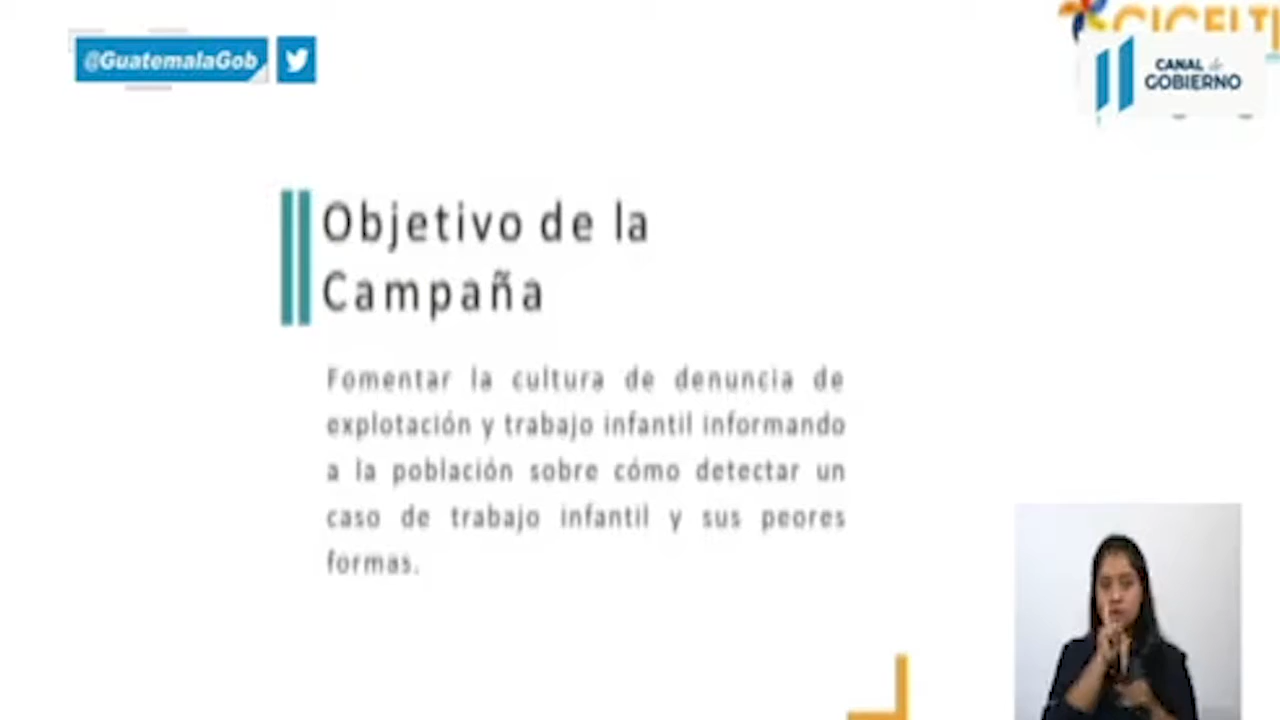 @GuatemalaGob
CANAL de
GOBIERNO
Objetivo de la
Campaña
Fomentar la cultura de denuncia de
explotación y trabajo infantil informando
a la población sobre cómo detectar un
caso de trabajo infantil y sus peores
formas.